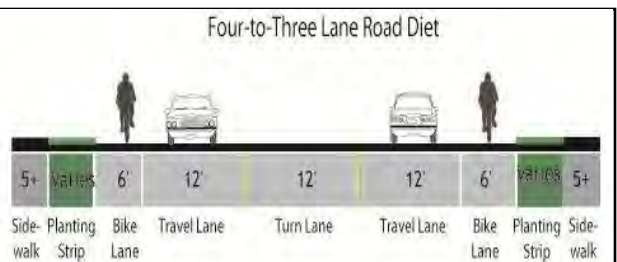 Four-to-Three Lane Road Diet
5+ varies 6' 12' 12' 12' 6' varies 5+
Side- Planting Bike Travel Lane Turn Lane Travel Lane Bike Planting Side-
walk Strip Lane Lane Strip walk